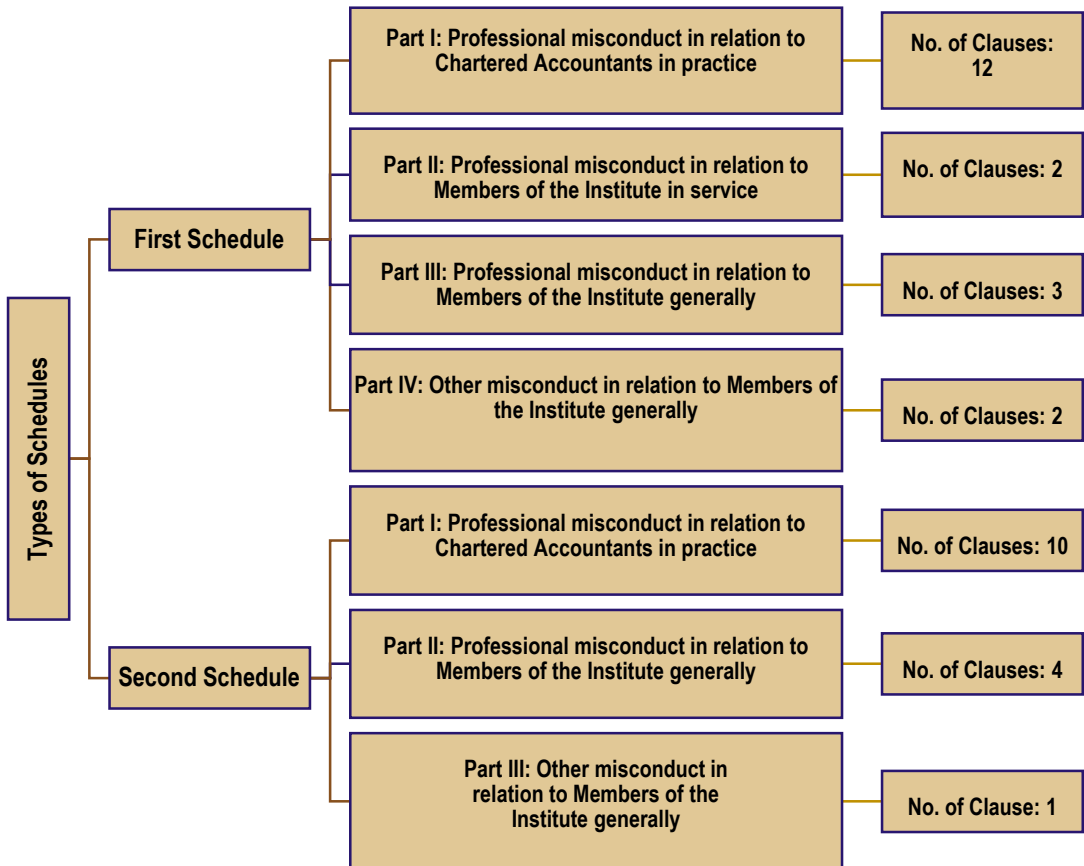 Types of Schedules
First Schedule
Part I: Professional misconduct in relation to
Chartered Accountants in practice
No. of Clauses:
12
Part II: Professional misconduct in relation to
Members of the Institute in service
No. of Clauses: 2
Part III: Professional misconduct in relation to
Members of the Institute generally
No. of Clauses: 3
Part IV: Other misconduct in relation to Members of
the Institute generally
No. of Clauses: 2
Second Schedule
Part I: Professional misconduct in relation to
Chartered Accountants in practice
No. of Clauses: 10
Part II: Professional misconduct in relation to
Members of the Institute generally
No. of Clauses: 4
Part III: Other misconduct in
relation to Members of the
Institute generally
No. of Clause: 1